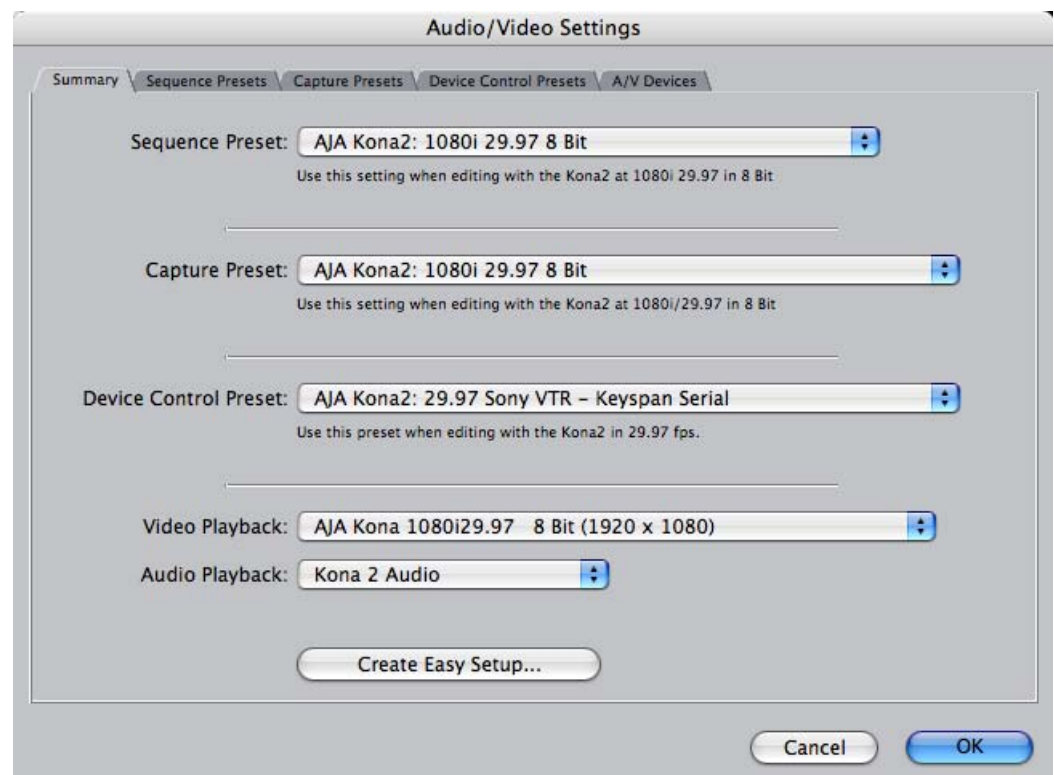 Audio/Video Settings
Summary Sequence Presets Capture Presets Device Control Presets A/V Devices
Sequence Preset: AJA Kona2: 1080i 29.97 8 Bit
Use this setting when editing with the Kona2 at 1080i 29.97 in 8 Bit
Capture Preset: AJA Kona2: 1080i 29.97 8 Bit
Use this setting when editing with the Kona2 at 1080i/29.97 in 8 Bit
Device Control Preset: AJA Kona2: 29.97 Sony VTR – Keyspan Serial
Use this preset when editing with the Kona2 in 29.97 fps.
Video Playback: AJA Kona 1080i29.97 8 Bit (1920 x 1080)
Audio Playback: Kona 2 Audio
Create Easy Setup...
Cancel OK